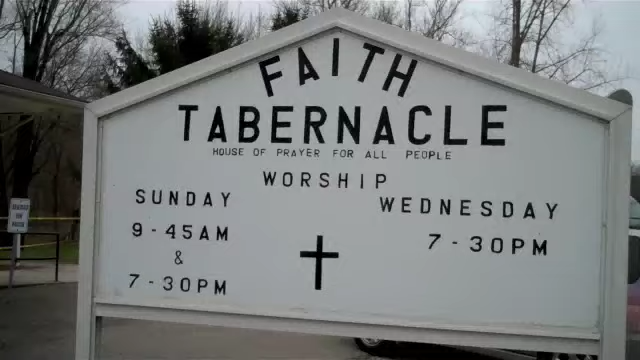 FAITH
TABERNACLE
HOUSE OF PRAYER FOR ALL PEOPLE
WORSHIP
SUNDAY
9-45AM
&
7-30PM
WEDNESDAY
7-30PM